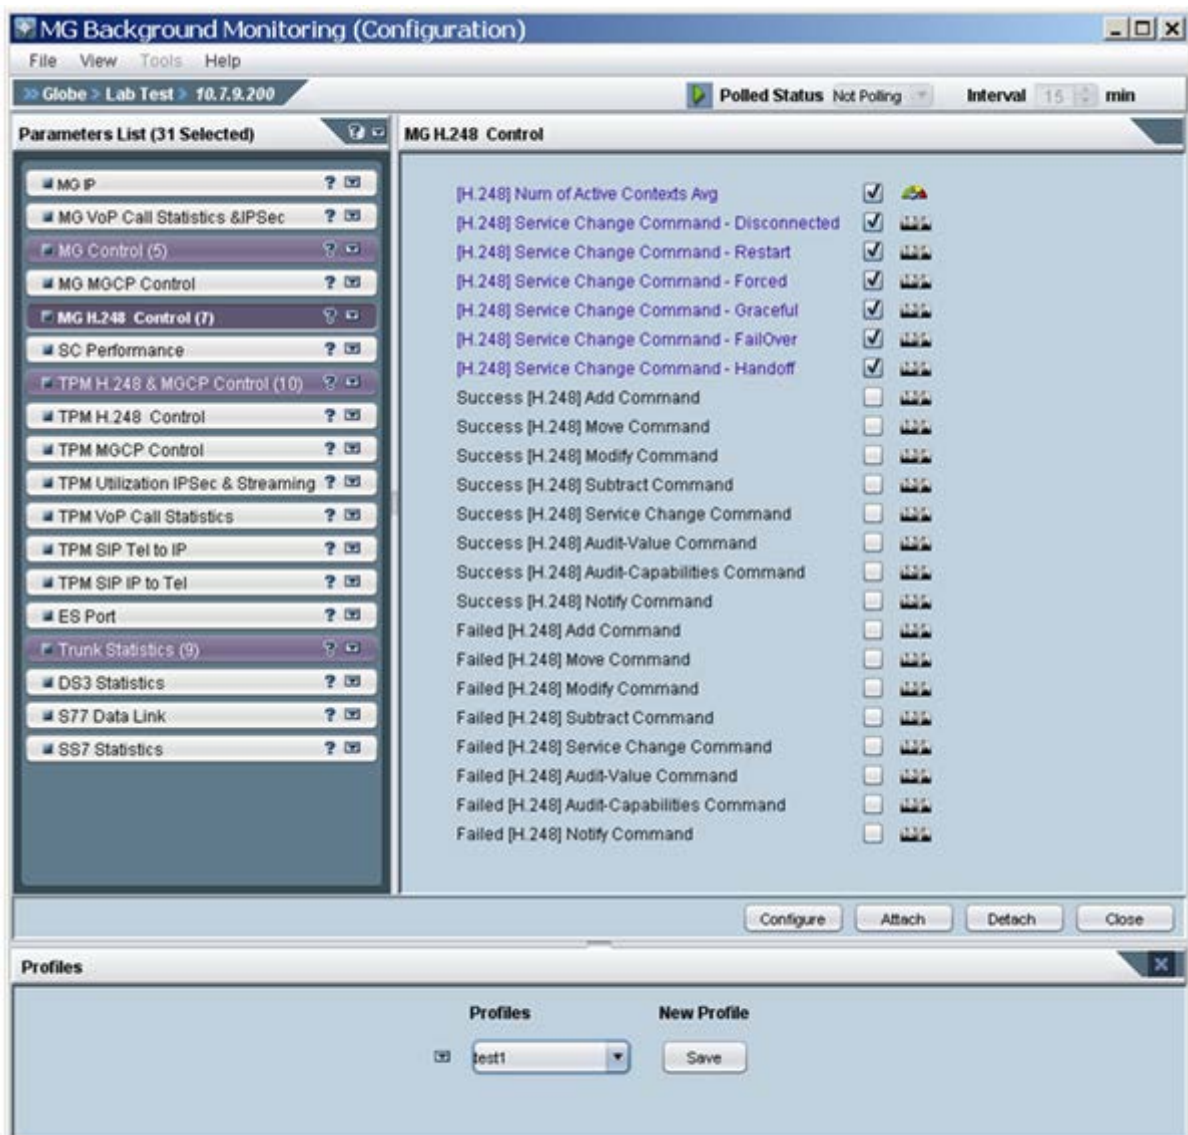 MG Background Monitoring (Configuration)
File View Tools Help
Globe > Lab Test > 10.7.9.200
Polled Status Not Polling Interval 15 min
Parameters List (31 Selected)
MG IP
MG VoP Call Statistics &IPSec
MG Control (5)
MG MGCP Control
MG H.248 Control (7)
SC Performance
TPM H.248 & MGCP Control (10)
TPM H.248 Control
TPM MGCP Control
TPM Utilization IPSec & Streaming
TPM VoP Call Statistics
TPM SIP Tel to IP
TPM SIP IP to Tel
ES Port
Trunk Statistics (9)
DS3 Statistics
S77 Data Link
SS7 Statistics
MG H.248 Control
[H.248] Num of Active Contexts Avg
[H.248] Service Change Command - Disconnected
[H.248] Service Change Command - Restart
[H.248] Service Change Command - Forced
[H.248] Service Change Command - Graceful
[H.248] Service Change Command - FailOver
[H.248] Service Change Command - Handoff
Success [H.248] Add Command
Success [H.248] Move Command
Success [H.248] Modify Command
Success [H.248] Subtract Command
Success [H.248] Service Change Command
Success [H.248] Audit-Value Command
Success [H.248] Audit-Capabilities Command
Success [H.248] Notify Command
Failed [H.248] Add Command
Failed [H.248] Move Command
Failed [H.248] Modify Command
Failed [H.248] Subtract Command
Failed [H.248] Service Change Command
Failed [H.248] Audit-Value Command
Failed [H.248] Audit-Capabilities Command
Failed [H.248] Notify Command
Configure Attach Detach Close
Profiles
Profiles New Profile
test1 Save